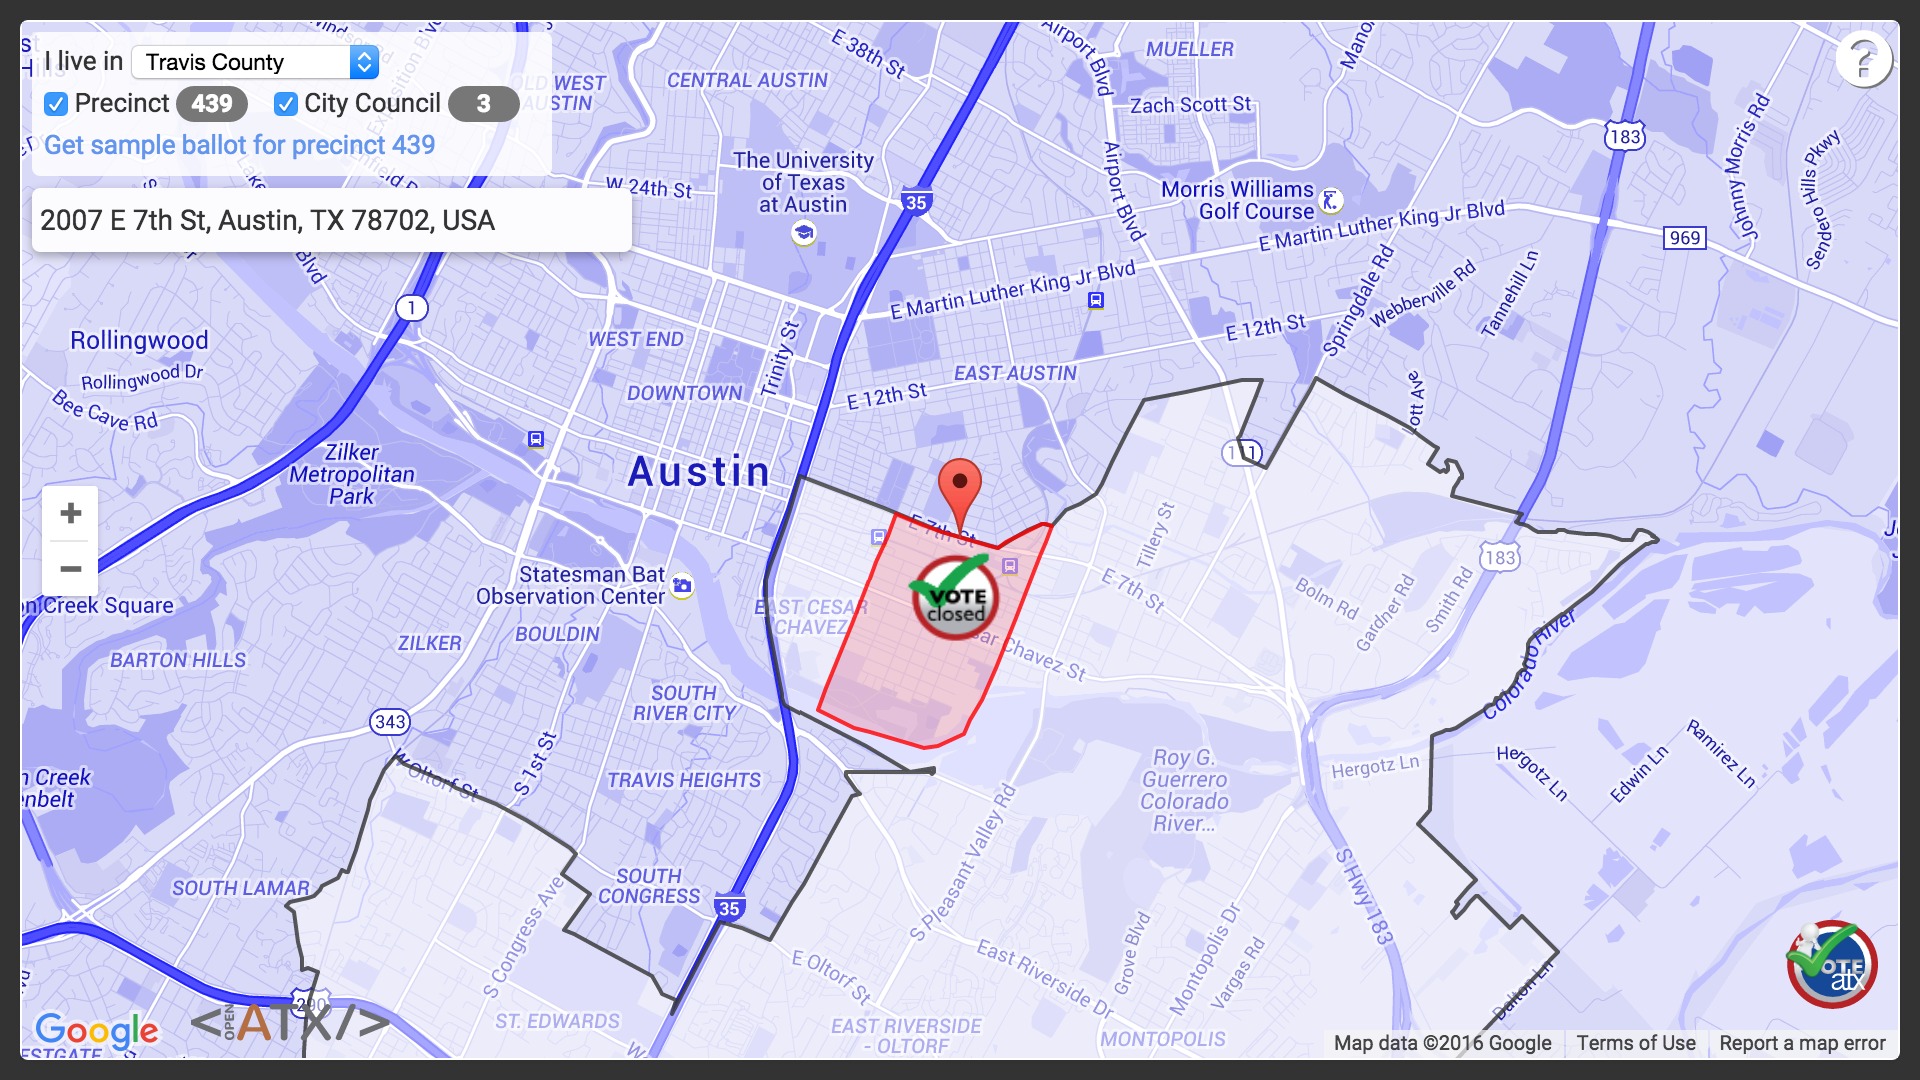 I live in Travis County
Precinct 439 City Council 3
Get sample ballot for precinct 439
2007 E 7th St, Austin, TX 78702, USA
?
E 38th St
Airport Blvd
MUELLER
Manor
OLD WEST
AUSTIN
CENTRAL AUSTIN
Zach Scott St
183
Johnny Morris Rd
Sendero Hills Pkwy
The University
of Texas
at Austin
W 24th St
35
Airport Blvd
Morris Williams
Golf Course
E Martin Luther King Jr Blvd
969
1
E Martin Luther King Jr Blvd
Springdale Rd
Webberville Rd
Tannehill Ln
E 12th St
Rollingwood
Rollingwood Dr
Bee Cave Rd
WEST END
Trinity St
DOWNTOWN
EAST AUSTIN
E 12th St
Zilker
Metropolitan
Park
Austin
111
+
−
E 7th St
Tillery St
183
Statesman Bat
Observation Center
VOTE
closed
E 7th St
Bolm Rd
Gardner Rd
Smith Rd
Creek Square
EAST CESAR
CHAVEZ
Chavez St
Colorado River
ZILKER
BOULDIN
BARTON HILLS
SOUTH
RIVER CITY
343
W Oltorf St
S 1st St
TRAVIS HEIGHTS
Roy G.
Guerrero
Colorado
River...
Hergotz Ln
Hergotz Ln
Edwin Ln
Ramirez Ln
Creek
S Pleasant Valley Rd
S Hwy 183
SOUTH LAMAR
SOUTH
CONGRESS
35
S Congress Ave
E Oltorf St
East Riverside Dr
Grove Blvd
Montopolis Dr
Vargas Rd
Dalton Ln
VOTE
atx
290
ST. EDWARDS
EAST RIVERSIDE
- OLTORF
MONTOPOLIS
Google
<OPEN ATX/>
Map data ©2016 Google Terms of Use Report a map error